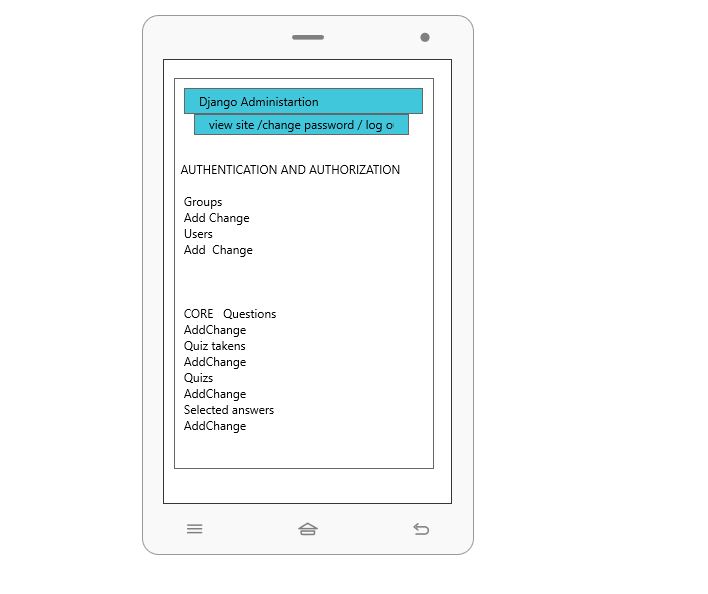 Django Administartion
view site /change password / log o
AUTHENTICATION AND AUTHORIZATION
Groups
Add Change
Users
Add  Change
CORE   Questions
AddChange
Quiz takens
AddChange
Quizs
AddChange
Selected answers
AddChange